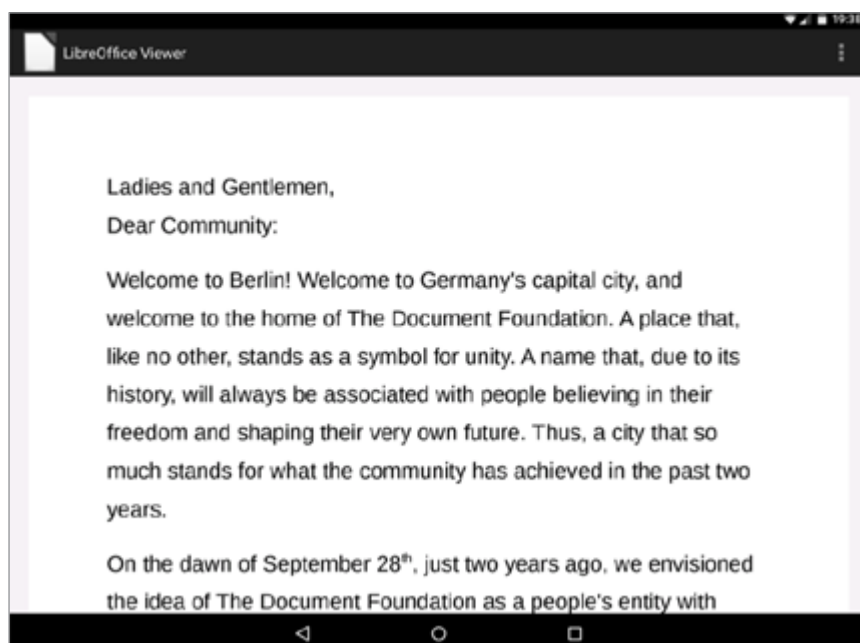 19:38
LibreOffice Viewer
Ladies and Gentlemen,
Dear Community:
Welcome to Berlin! Welcome to Germany's capital city, and
welcome to the home of The Document Foundation. A place that,
like no other, stands as a symbol for unity. A name that, due to its
history, will always be associated with people believing in their
freedom and shaping their very own future. Thus, a city that so
much stands for what the community has achieved in the past two
years.
On the dawn of September 28th, just two years ago, we envisioned
the idea of The Document Foundation as a people's entity with